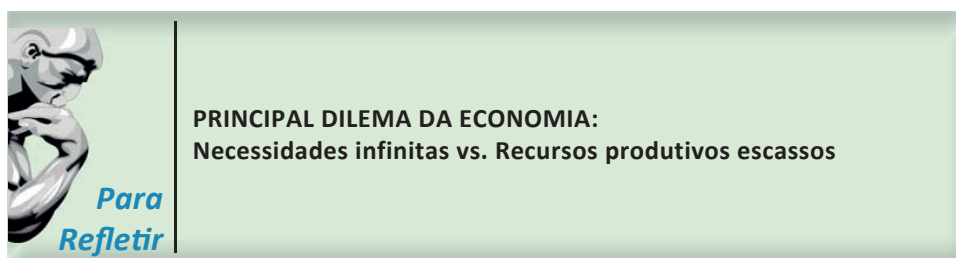 PRINCIPAL DILEMA DA ECONOMIA:
Necessidades infinitas vs. Recursos produtivos escassos
Para
Refletir